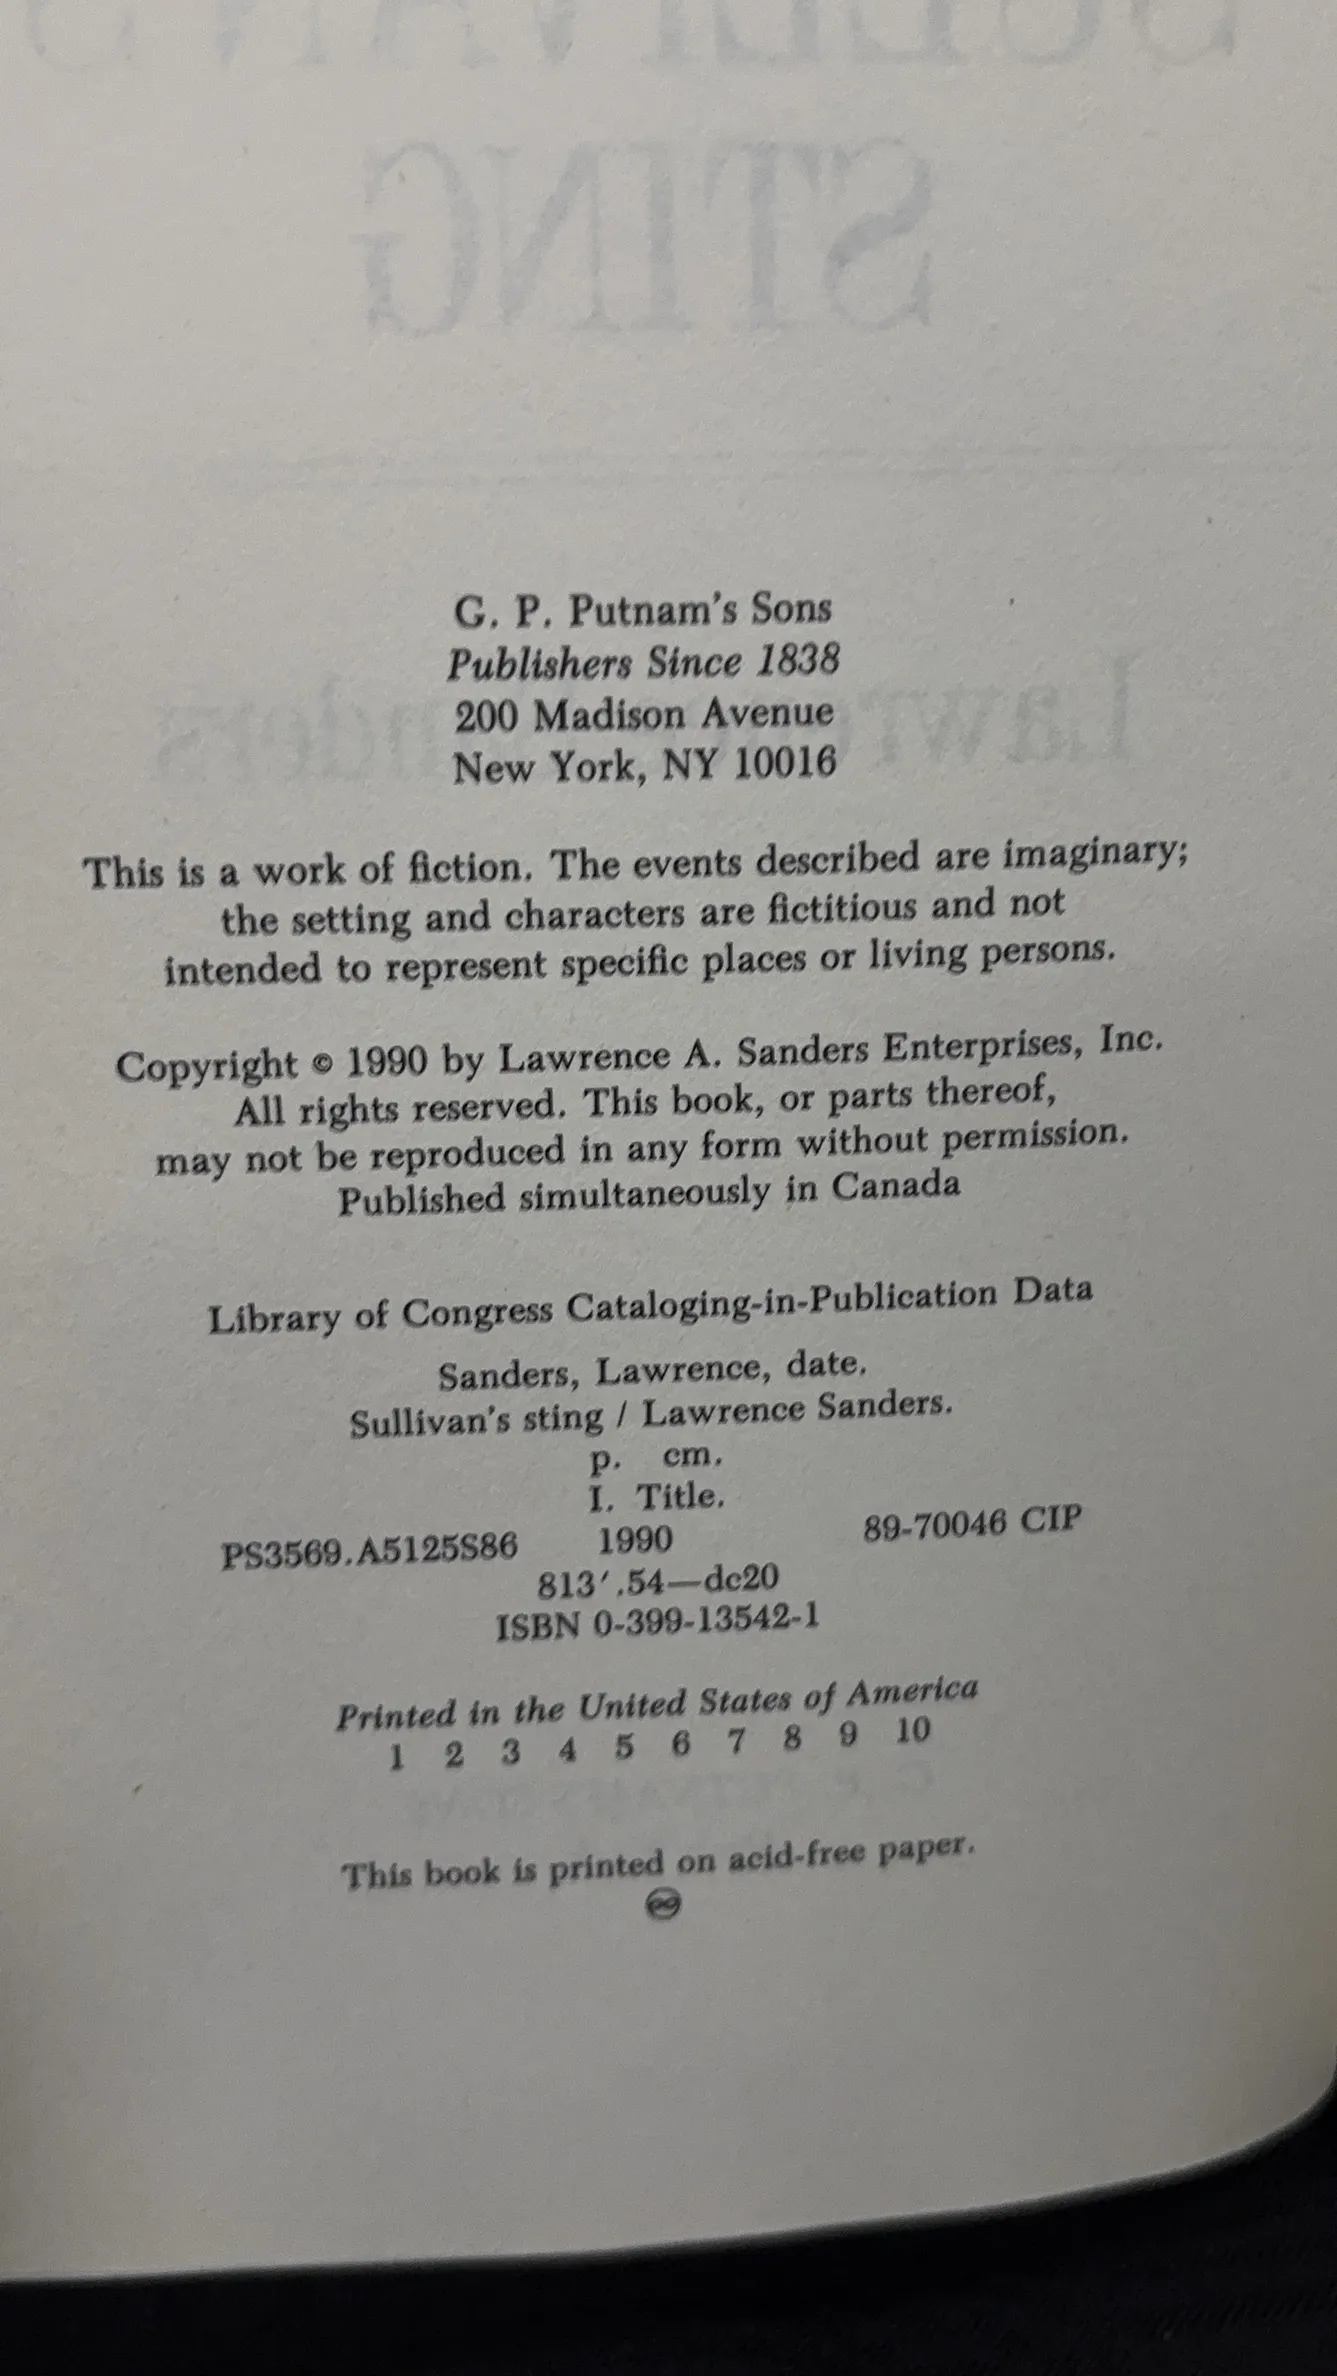 STING
G. P. Putnam's Sons
Publishers Since 1838
200 Madison Avenue
New York, NY 10016
This is a work of fiction. The events described are imaginary;
the setting and characters are fictitious and not
intended to represent specific places or living persons.
Copyright © 1990 by Lawrence A. Sanders Enterprises, Inc.
All rights reserved. This book, or parts thereof,
may not be reproduced in any form without permission.
Published simultaneously in Canada
Library of Congress Cataloging-in-Publication Data
Sanders, Lawrence, date.
Sullivan's sting / Lawrence Sanders.
p. cm.
I. Title.
PS3569.A5125S86 1990 89-70046 CIP
813′.54—dc20
ISBN 0-399-13542-1
Printed in the United States of America
1 2 3 4 5 6 7 8 9 10
This book is printed on acid-free paper.